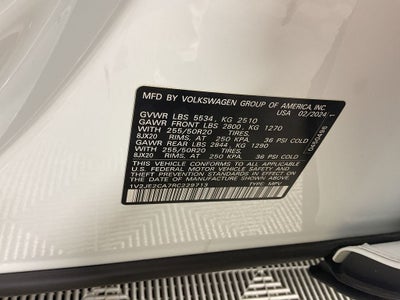 MFD BY VOLKSWAGEN GROUP OF AMERICA, INC
USA 02/2024
GVWR LBS 5534 , KG 2510
GAWR FRONT LBS 2800, KG 1270
WITH 255/50R20 TIRES,
8JX20 RIMS, AT 250 KPA, 36 PSI COLD
GAWR REAR LBS 2844, KG 1290
WITH 255/50R20 TIRES,
8JX20 RIMS, AT 250 KPA, 36 PSI COLD
THIS VEHICLE CONFORMS TO ALL APPLICABLE
U.S. FEDERAL MOTOR VEHICLE SAFETY, BUMPER AND
THEFT PREVENTION STANDARDS IN EFFECT ON THE DATE
OF MANUFACTURE SHOWN ABOVE.
1V2JE2CA7RC229713 TYPE: MPV